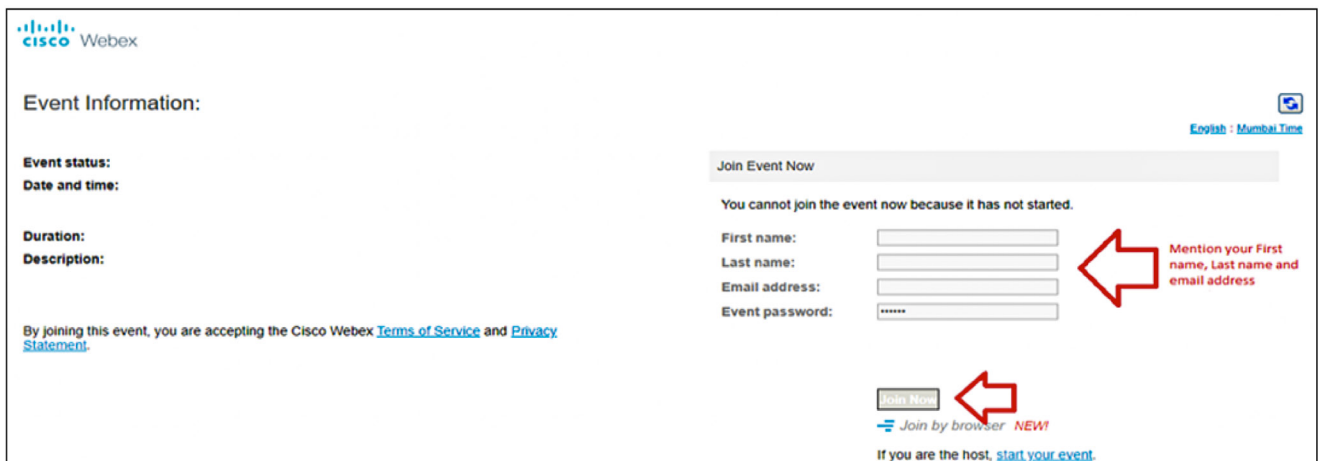 cisco Webex
Event Information:
English : Mumbai Time
Event status:
Date and time:
Duration:
Description:
By joining this event, you are accepting the Cisco Webex Terms of Service and Privacy
Statement.
Join Event Now
You cannot join the event now because it has not started.
First name:
Last name:
Email address:
Event password: ••••••
Mention your First
name, Last name and
email address
Join Now
Join by browser NEW!
If you are the host, start your event.